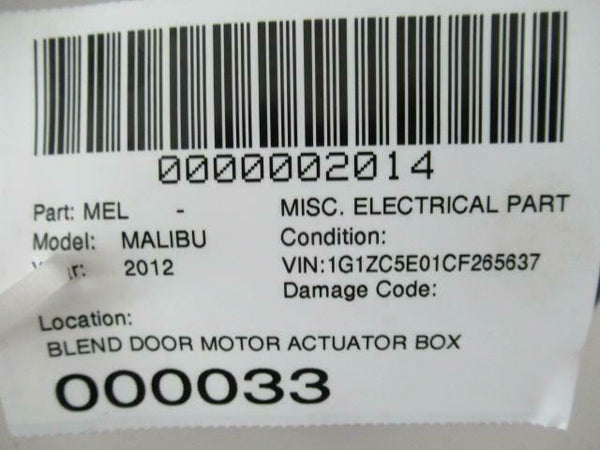 0000002014
Part: MEL - MISC. ELECTRICAL PART
Model: MALIBU Condition:
2012 VIN:1G1ZC5E01CF265637
Damage Code:
Location:
BLEND DOOR MOTOR ACTUATOR BOX
000033